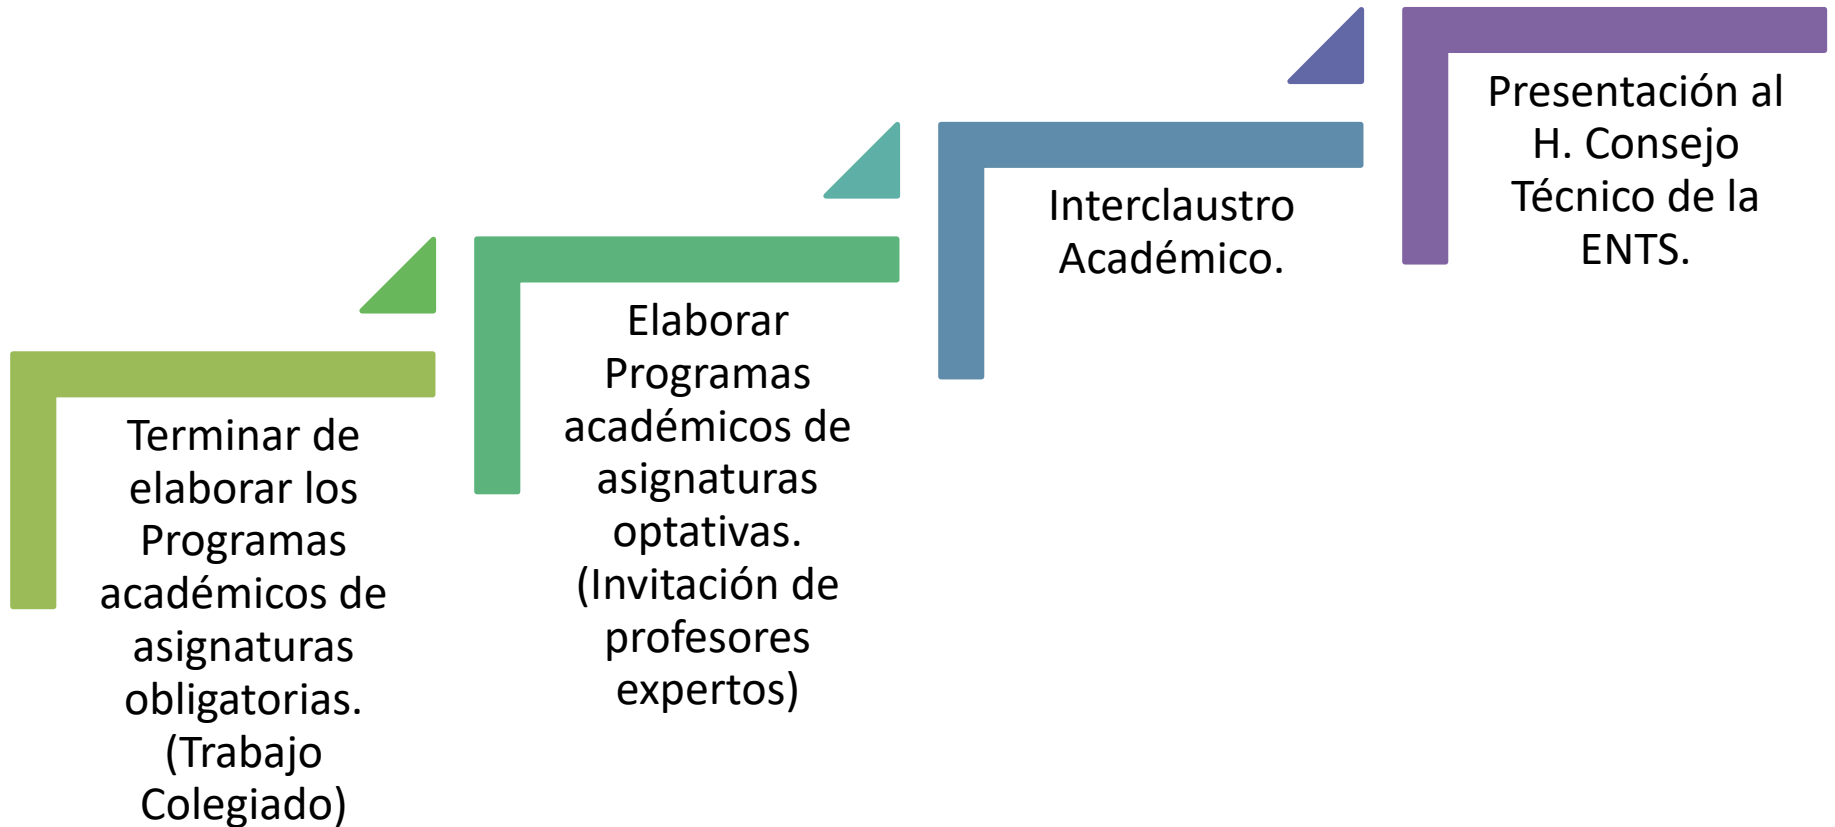 Terminar de
elaborar los
Programas
académicos de
asignaturas
obligatorias.
(Trabajo
Colegiado)
Elaborar
Programas
académicos de
asignaturas
optativas.
(Invitación de
profesores
expertos)
Interclaustro
Académico.
Presentación al
H. Consejo
Técnico de la
ENTS.